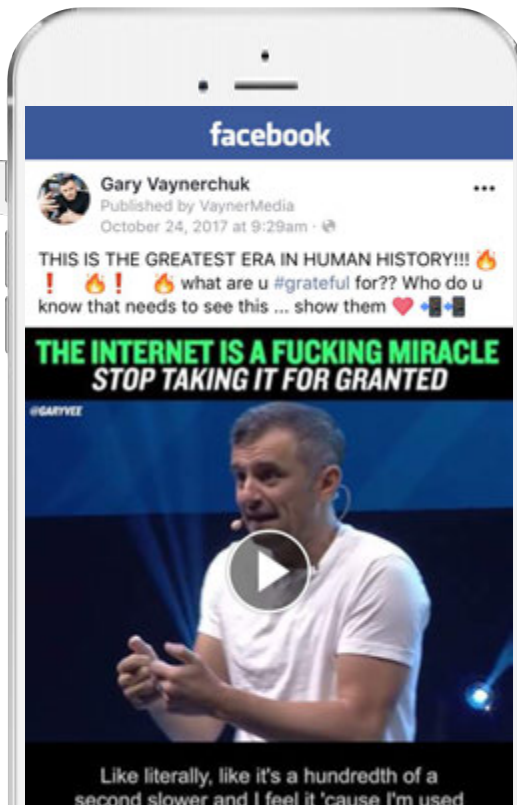 facebook
Gary Vaynerchuk
Published by VaynerMedia
October 24, 2017 at 9:29am ·
THIS IS THE GREATEST ERA IN HUMAN HISTORY!!! 🔥
❗ 🔥❗ 🔥 what are u #grateful for?? Who do u
know that needs to see this ... show them ❤️ 📲📲
THE INTERNET IS A FUCKING MIRACLE
STOP TAKING IT FOR GRANTED
@GARYVEE
Like literally, like it's a hundredth of a
second slower and I feel it 'cause I'm used